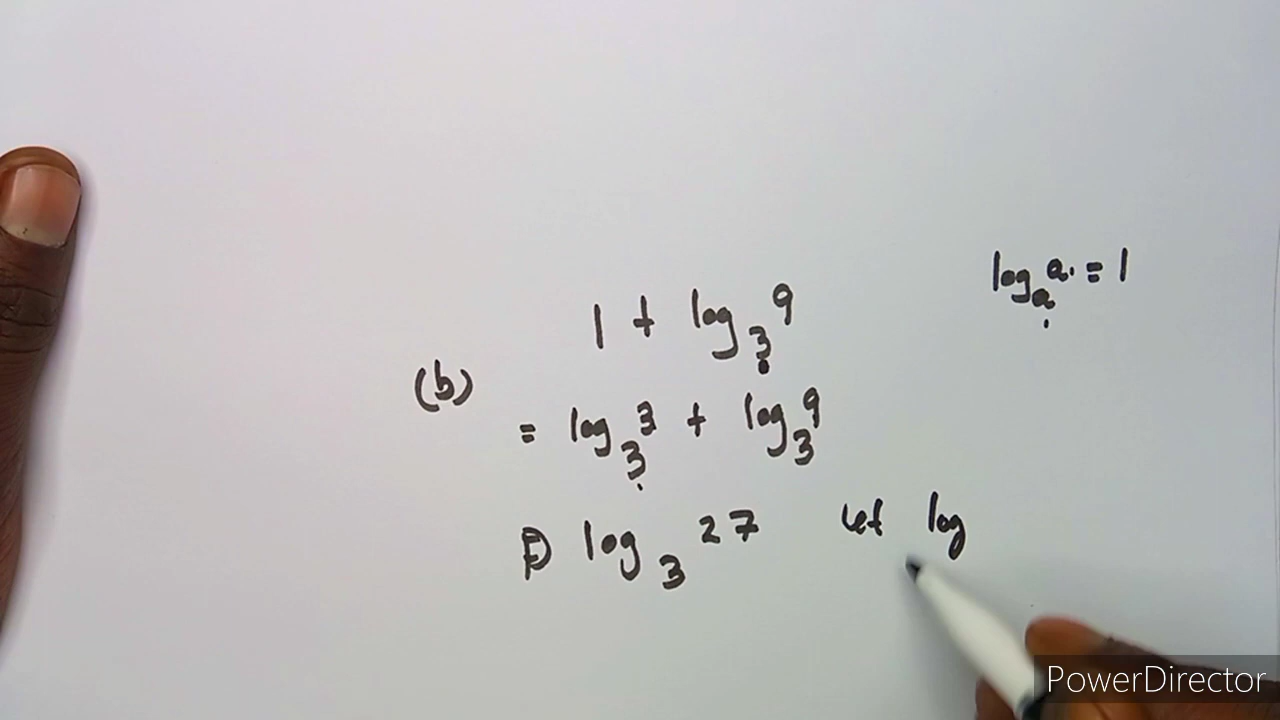 log_a a = 1
1 + log_3 9
(b)
= log_3 3 + log_3 9
log_3 27 let log
PowerDirector